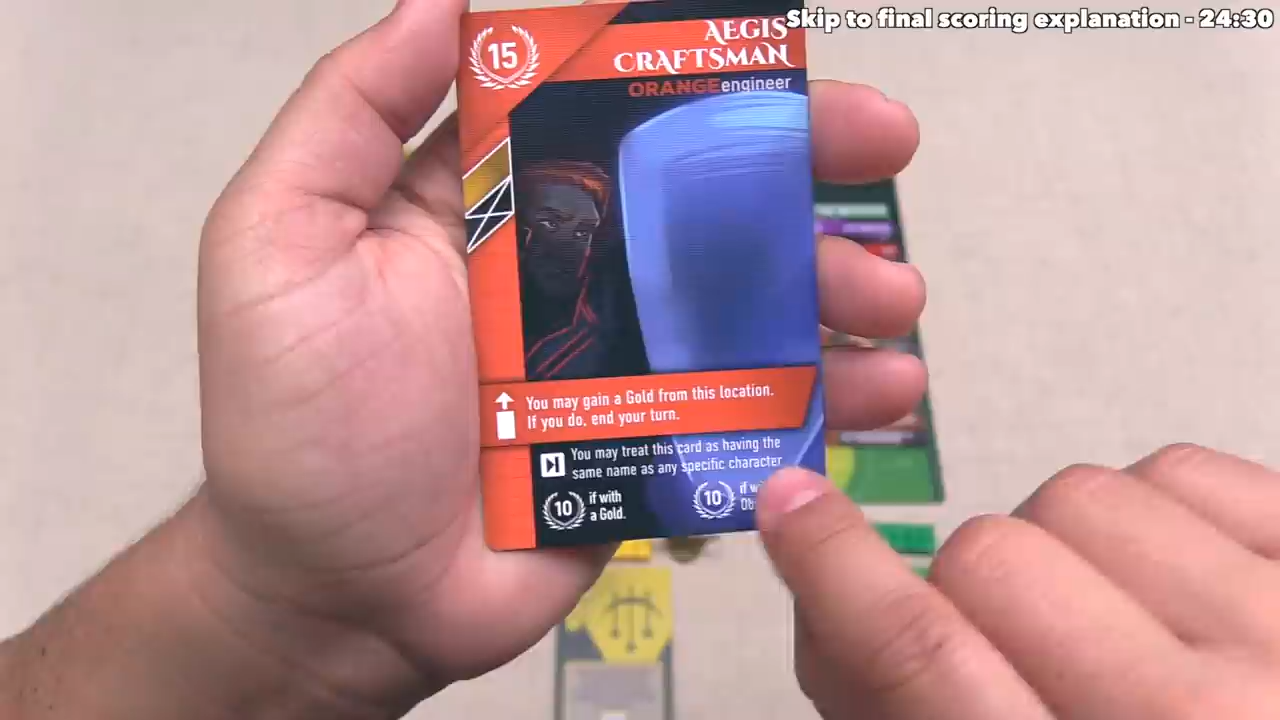 Skip to final scoring explanation - 24:30
15
AEGIS
CRAFTSMAN
ORANGEengineer
You may gain a Gold from this location.
If you do, end your turn.
You may treat this card as having the
same name as any specific character
10 if with
a Gold.
10 if